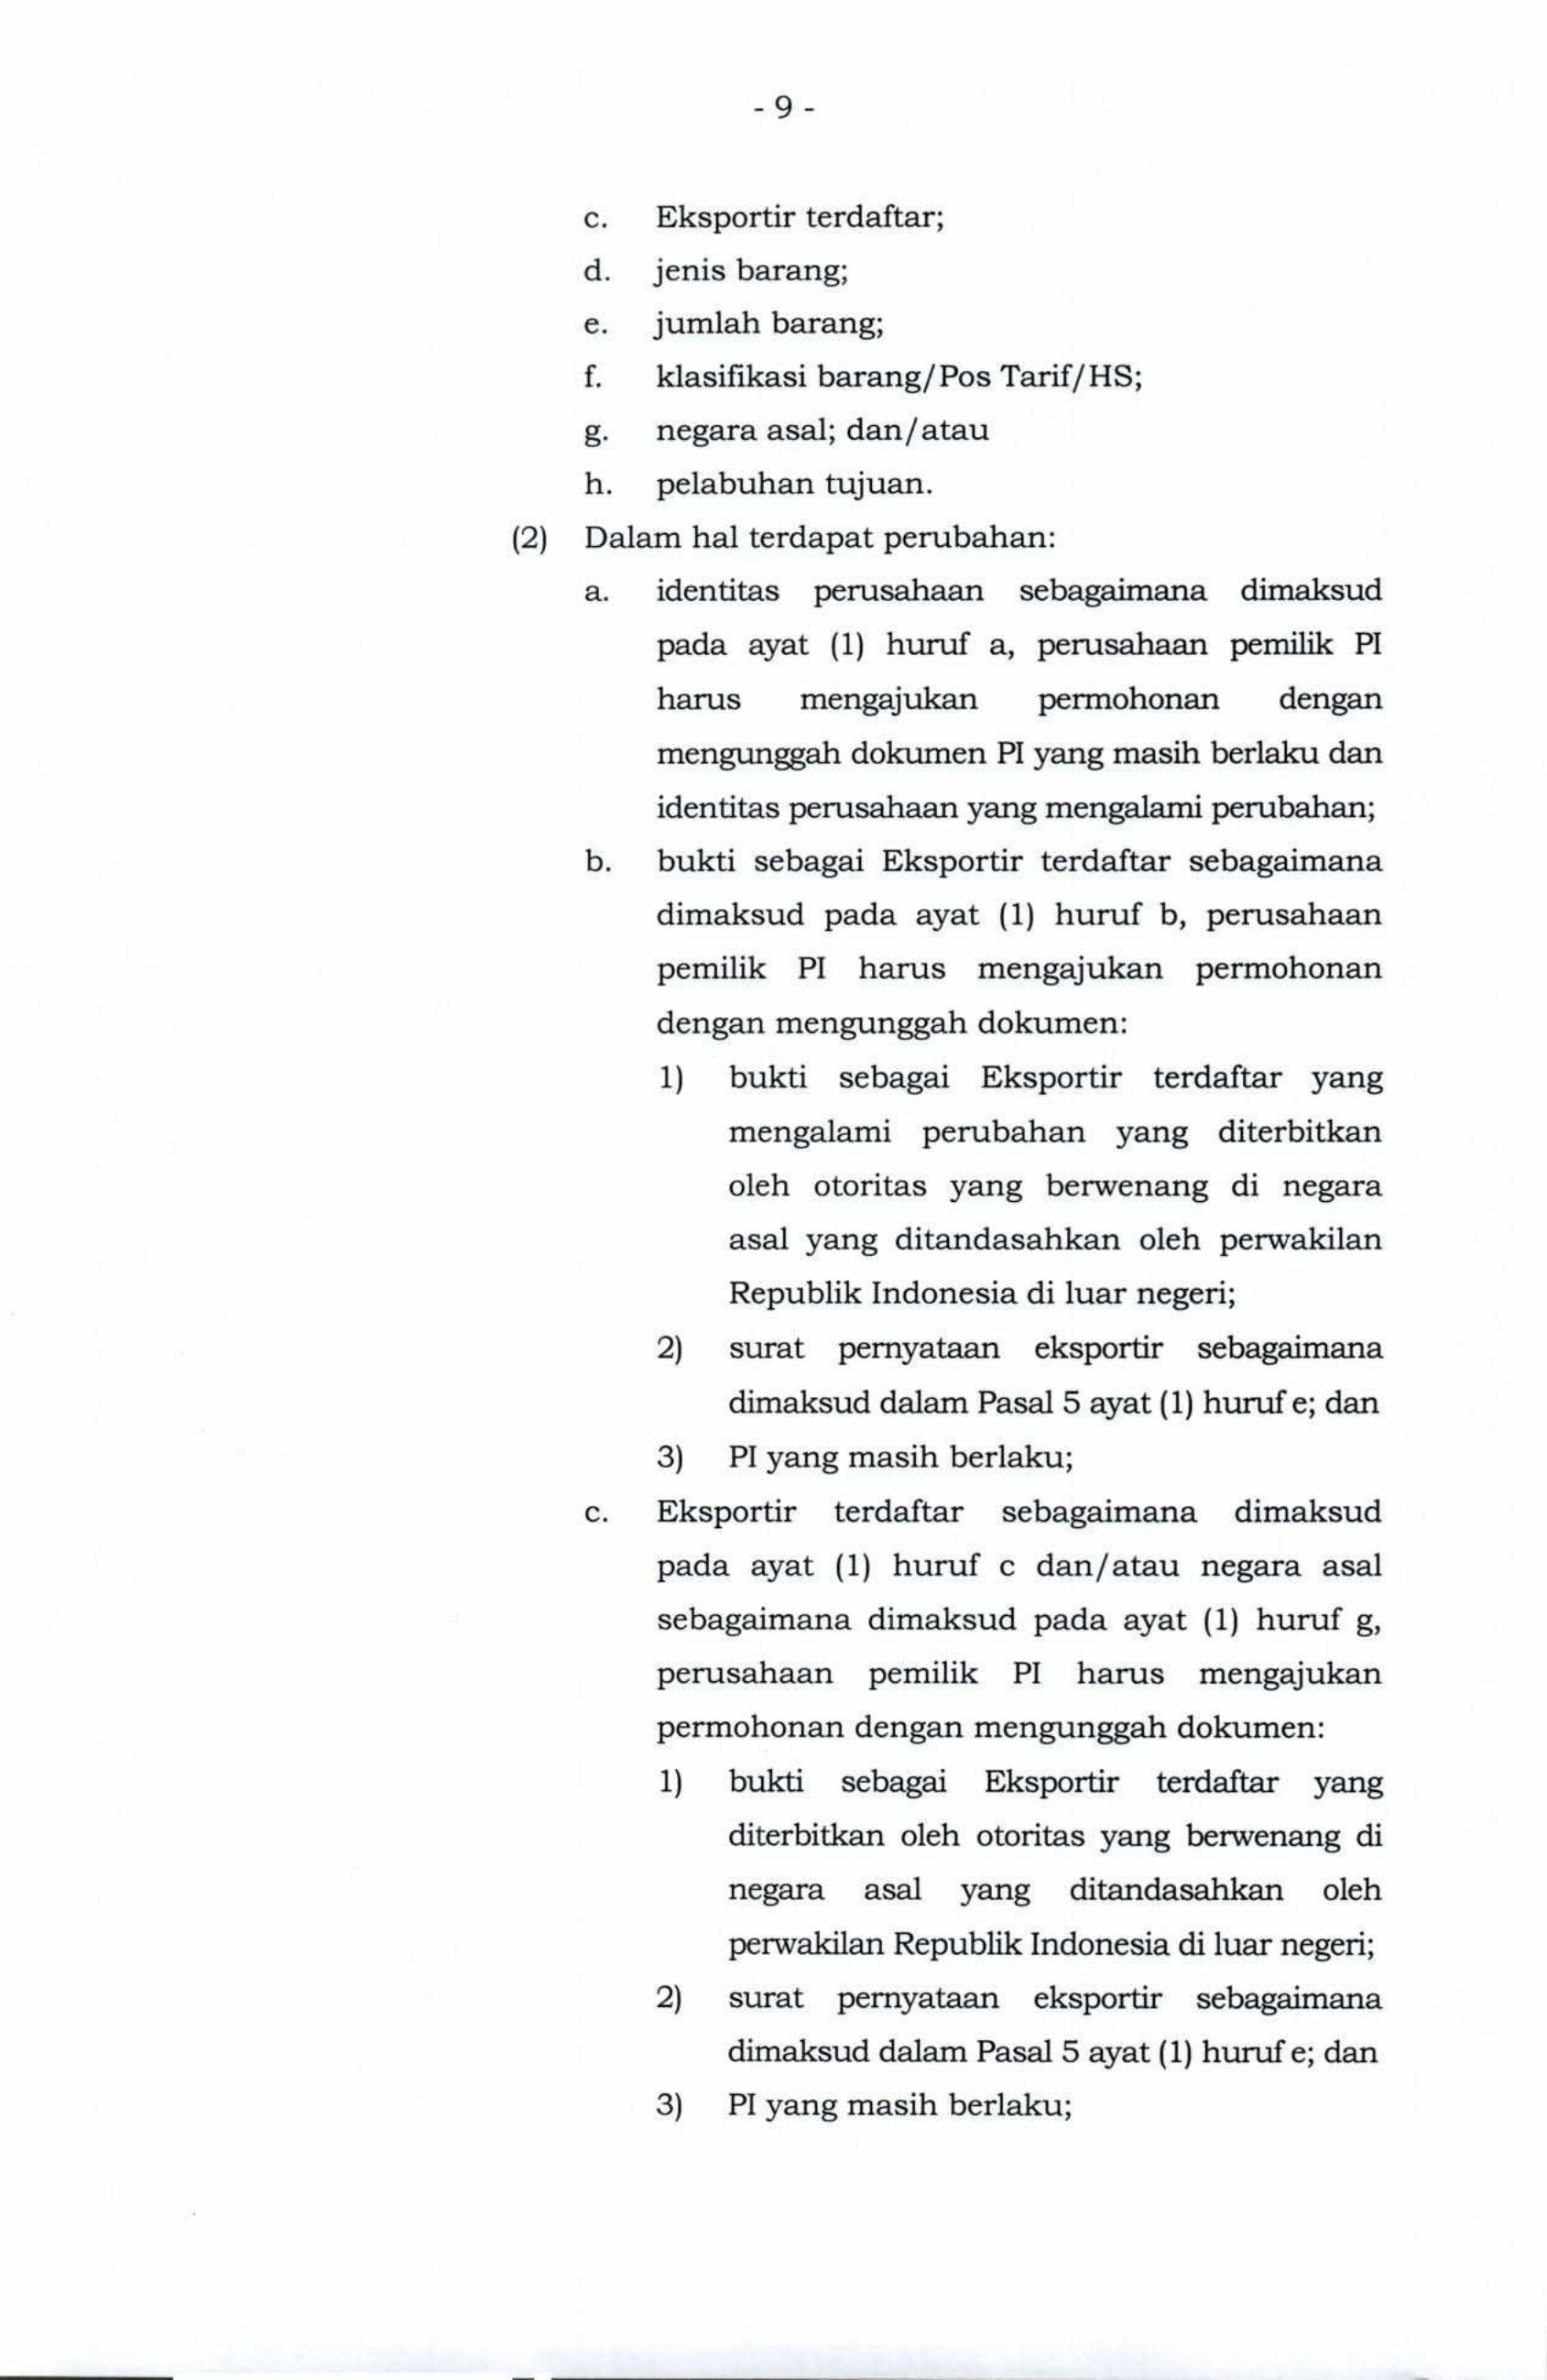 - 9 -
c. Eksportir terdaftar;
d. jenis barang;
e. jumlah barang;
f. klasifikasi barang/Pos Tarif/HS;
g. negara asal; dan/atau
h. pelabuhan tujuan.
(2) Dalam hal terdapat perubahan:
a. identitas perusahaan sebagaimana dimaksud
pada ayat (1) huruf a, perusahaan pemilik PI
harus mengajukan permohonan dengan
mengunggah dokumen PI yang masih berlaku dan
identitas perusahaan yang mengalami perubahan;
b. bukti sebagai Eksportir terdaftar sebagaimana
dimaksud pada ayat (1) huruf b, perusahaan
pemilik PI harus mengajukan permohonan
dengan mengunggah dokumen:
1) bukti sebagai Eksportir terdaftar yang
mengalami perubahan yang diterbitkan
oleh otoritas yang berwenang di negara
asal yang ditandasahkan oleh perwakilan
Republik Indonesia di luar negeri;
2) surat pernyataan eksportir sebagaimana
dimaksud dalam Pasal 5 ayat (1) huruf e; dan
3) PI yang masih berlaku;
c. Eksportir terdaftar sebagaimana dimaksud
pada ayat (1) huruf c dan/atau negara asal
sebagaimana dimaksud pada ayat (1) huruf g,
perusahaan pemilik PI harus mengajukan
permohonan dengan mengunggah dokumen:
1) bukti sebagai Eksportir terdaftar yang
diterbitkan oleh otoritas yang berwenang di
negara asal yang ditandasahkan oleh
perwakilan Republik Indonesia di luar negeri;
2) surat pernyataan eksportir sebagaimana
dimaksud dalam Pasal 5 ayat (1) huruf e; dan
3) PI yang masih berlaku;